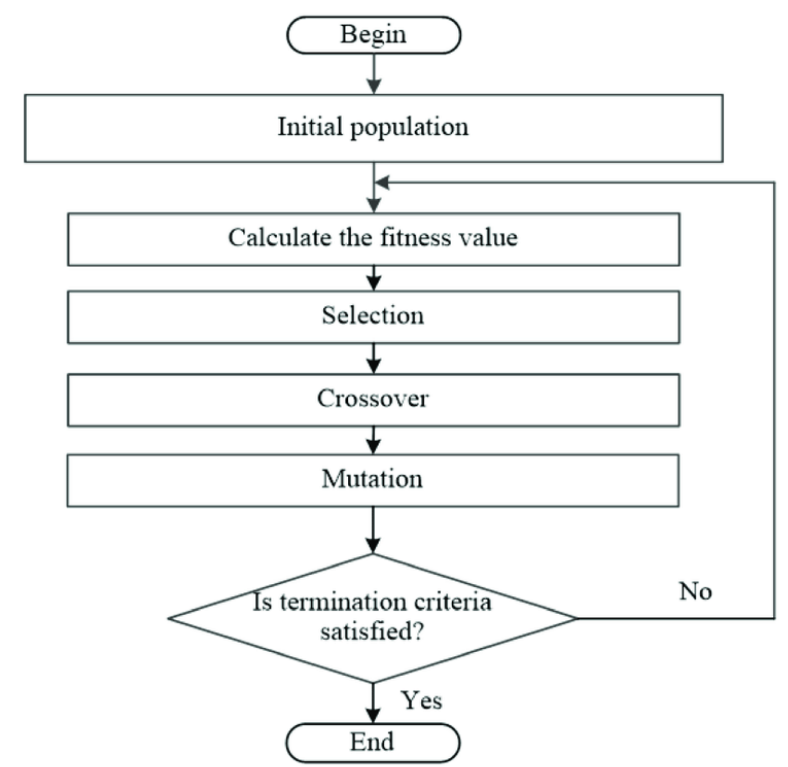 Begin
Initial population
Calculate the fitness value
Selection
Crossover
Mutation
Is termination criteria
satisfied?
No
Yes
End